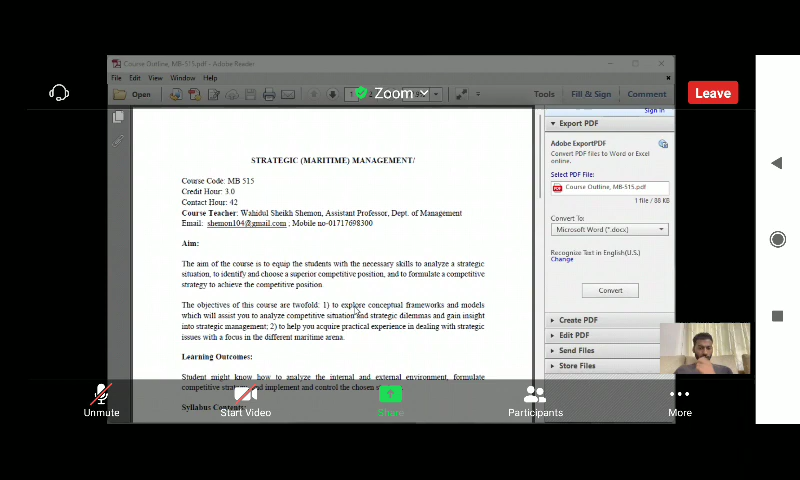 Course Outline, MB-515.pdf - Adobe Reader
File Edit View Window Help
Open
Zoom
Tools Fill & Sign Comment
Leave
Sign In
Export PDF
Adobe ExportPDF
Convert PDF files to Word or Excel
online.
Select PDF File:
Course Outline, MB-515.pdf
1 file / 88 KB
Convert To:
Microsoft Word (*.docx)
Recognize Text in English(U.S.)
Change
Convert
Create PDF
Edit PDF
Send Files
Store Files
STRATEGIC (MARITIME) MANAGEMENT/
Course Code: MB 515
Credit Hour: 3.0
Contact Hour: 42
Course Teacher: Wahidul Sheikh Shemon, Assistant Professor, Dept. of Management
Email: shemon104@gmail.com ; Mobile no-01717698300
Aim:
The aim of the course is to equip the students with the necessary skills to analyze a strategic
situation, to identify and choose a superior competitive position, and to formulate a competitive
strategy to achieve the competitive position.
The objectives of this course are twofold: 1) to explore conceptual frameworks and models
which will assist you to analyze competitive situation and strategic dilemmas and gain insight
into strategic management; 2) to help you acquire practical experience in dealing with strategic
issues with a focus in the different maritime arena.
Learning Outcomes:
Student might know how to analyze the internal and external environment, formulate
competitive and implement and control the chosen
Syllabus Contents:
Unmute
Start Video
Share
Participants
More